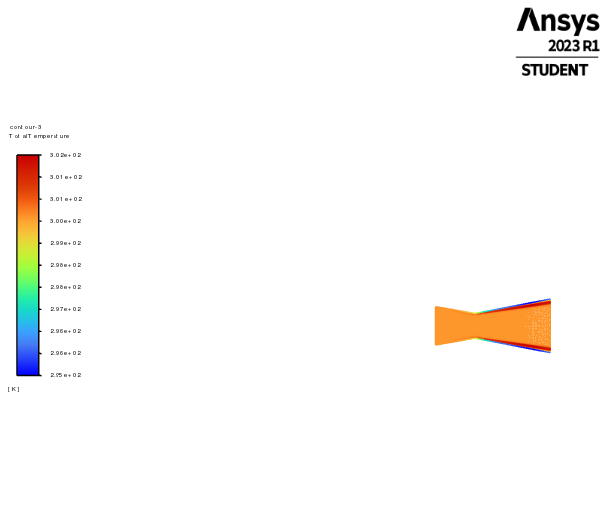 Ansys
2023 R1
STUDENT
contour-3
Total Temperature
3.02e+02
3.01e+02
3.01e+02
3.00e+02
2.99e+02
2.98e+02
2.98e+02
2.97e+02
2.96e+02
2.96e+02
2.95e+02
[K]